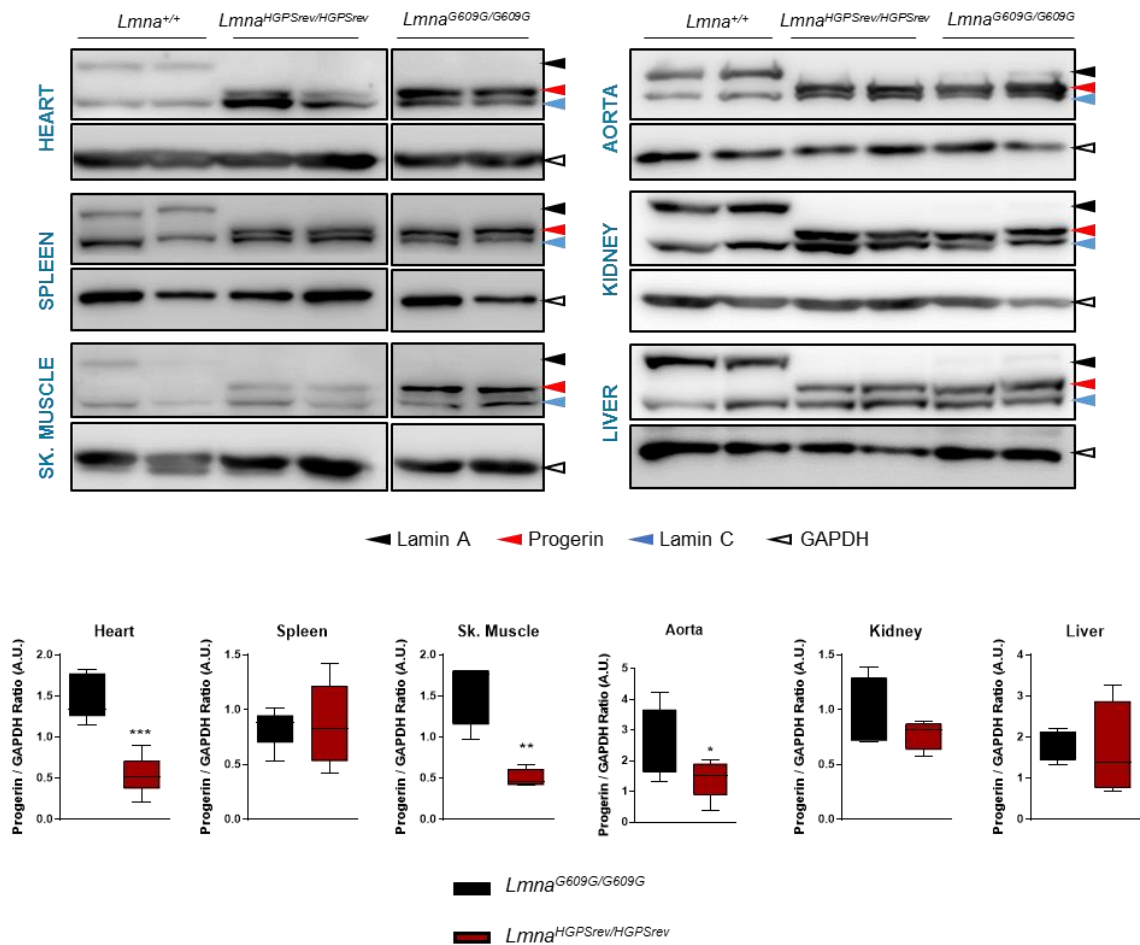 Lmna+/+ LmnaHGPSrev/HGPSrev LmnaG609G/G609G
HEART
SPLEEN
SK. MUSCLE
Lmna+/+ LmnaHGPSrev/HGPSrev LmnaG609G/G609G
AORTA
KIDNEY
LIVER
Lamin A Progerin Lamin C GAPDH
Heart
Progerin / GAPDH Ratio (A.U.)
2.0
1.5
1.0
0.5
0.0
***
Spleen
Progerin / GAPDH Ratio (A.U.)
1.5
1.0
0.5
0.0
Sk. Muscle
Progerin / GAPDH Ratio (A.U.)
2.0
1.5
1.0
0.5
0.0
**
Aorta
Progerin / GAPDH Ratio (A.U.)
5
4
3
2
1
0
*
Kidney
Progerin / GAPDH Ratio (A.U.)
1.5
1.0
0.5
0.0
Liver
Progerin / GAPDH Ratio (A.U.)
4
3
2
1
0
LmnaG609G/G609G
LmnaHGPSrev/HGPSrev